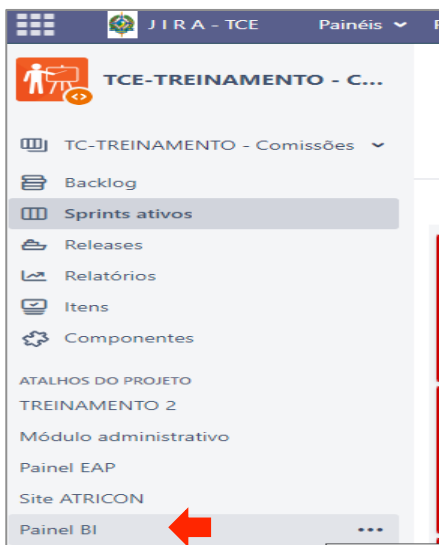 JIRA - TCE Painéis
TCE-TREINAMENTO - C...
TC-TREINAMENTO - Comissões
Backlog
Sprints ativos
Releases
Relatórios
Itens
Componentes
ATALHOS DO PROJETO
TREINAMENTO 2
Módulo administrativo
Painel EAP
Site ATRICON
Painel BI